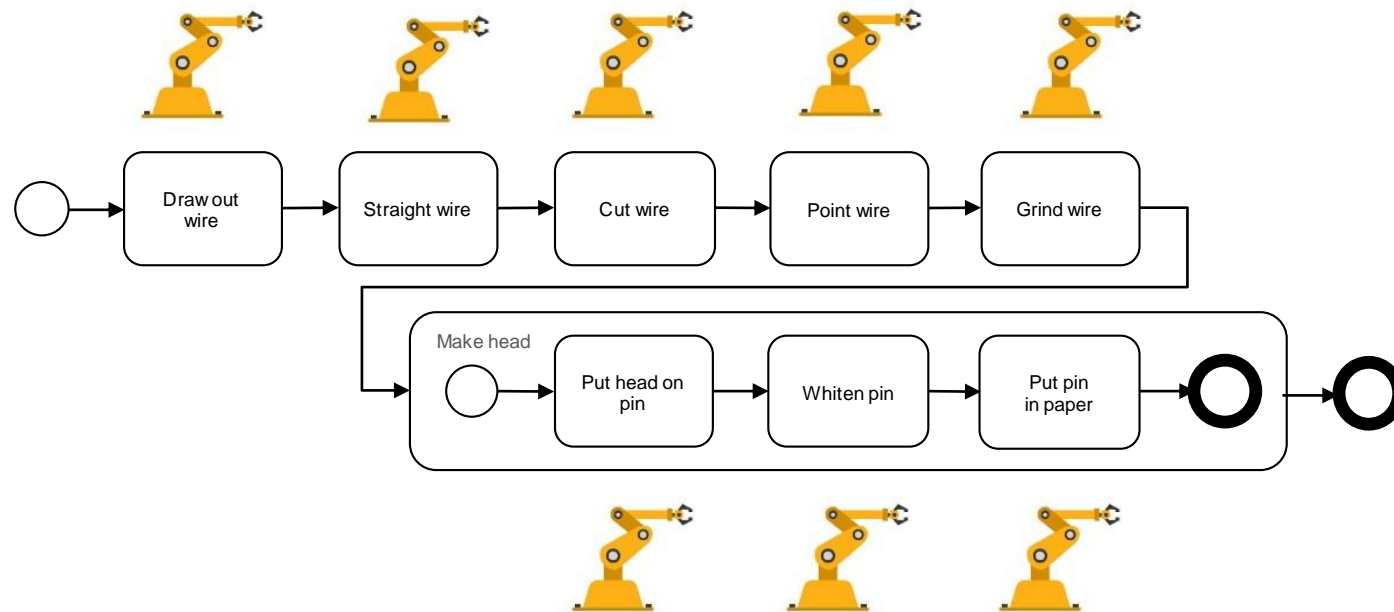 Draw out
wire
Straight wire
Cut wire
Point wire
Grind wire
Make head
Put head on
pin
Whiten pin
Put pin
in paper